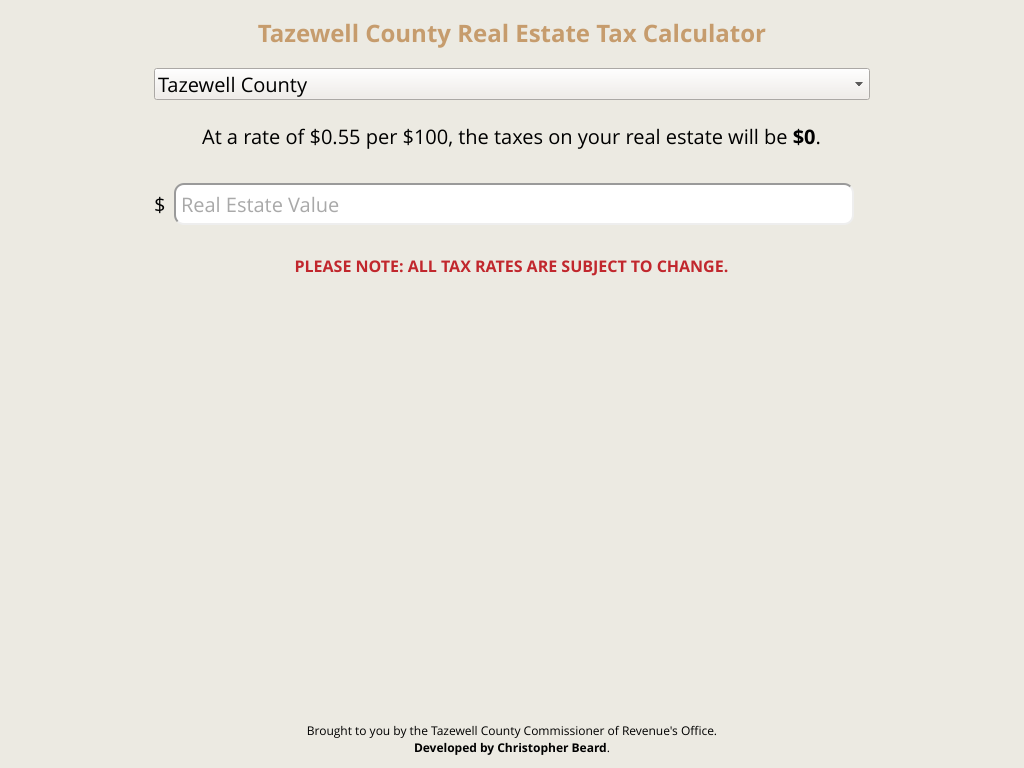 Tazewell County Real Estate Tax Calculator
Tazewell County
At a rate of $0.55 per $100, the taxes on your real estate will be $0.
$ Real Estate Value
PLEASE NOTE: ALL TAX RATES ARE SUBJECT TO CHANGE.
Brought to you by the Tazewell County Commissioner of Revenue's Office.
Developed by Christopher Beard.